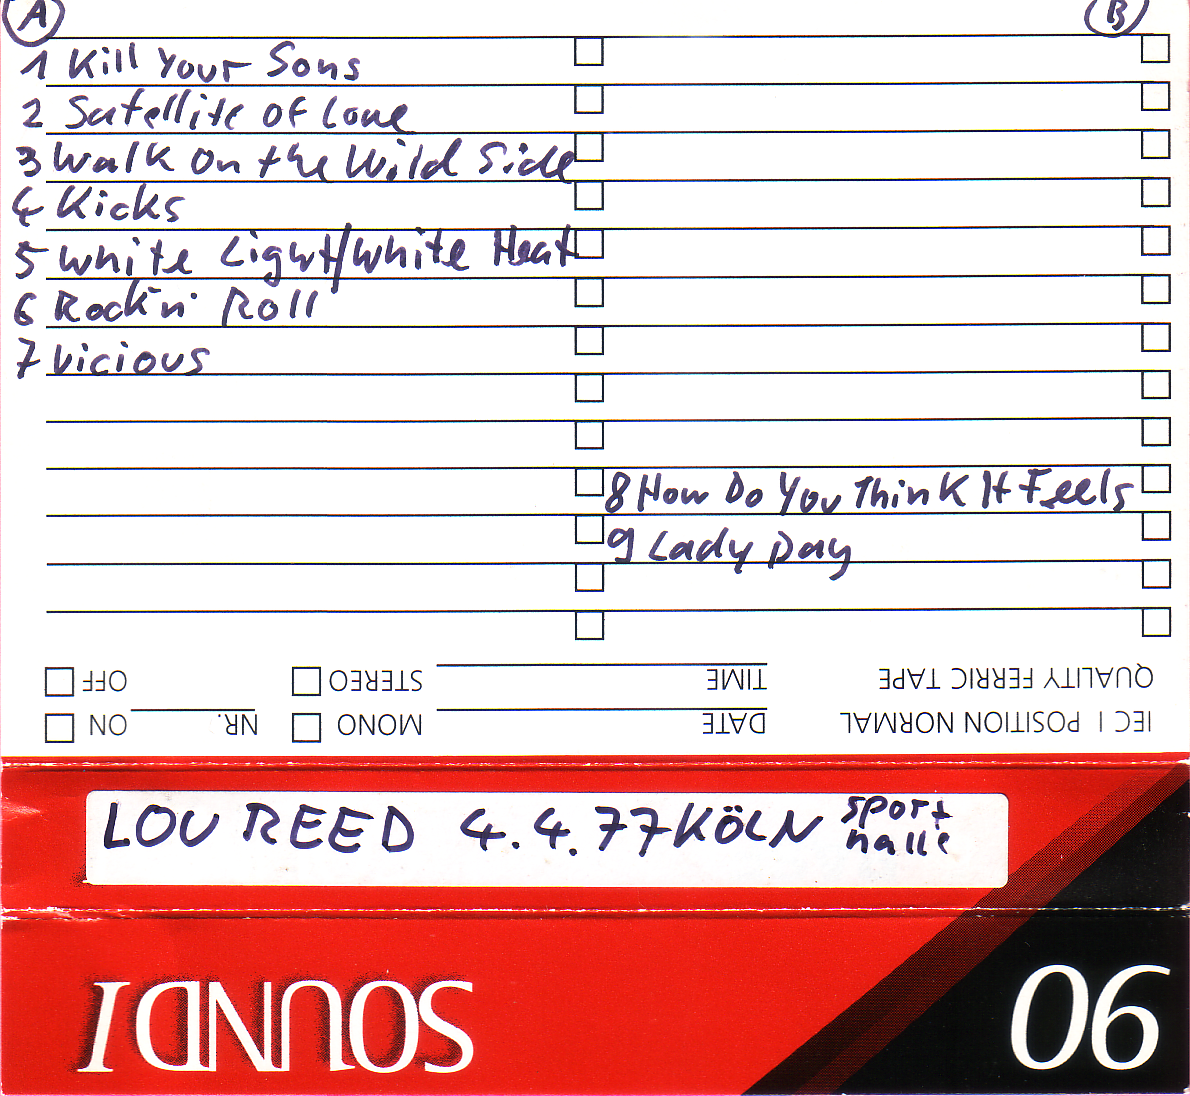 A
B
1 Kill Your Sons
2 Satellite Of Love
3 Walk On the Wild Side
4 Kicks
5 White Light/White Heat
6 Rock'n' Roll
7 Vicious
8 How Do You Think It Feels
9 Lady Day
OFF STEREO TIME QUALITY FERRIC TAPE
ON NR. MONO DATE IEC I POSITION NORMAL
LOU REED 4.4.77 KÖLN Sport
halle
SOUND I 90